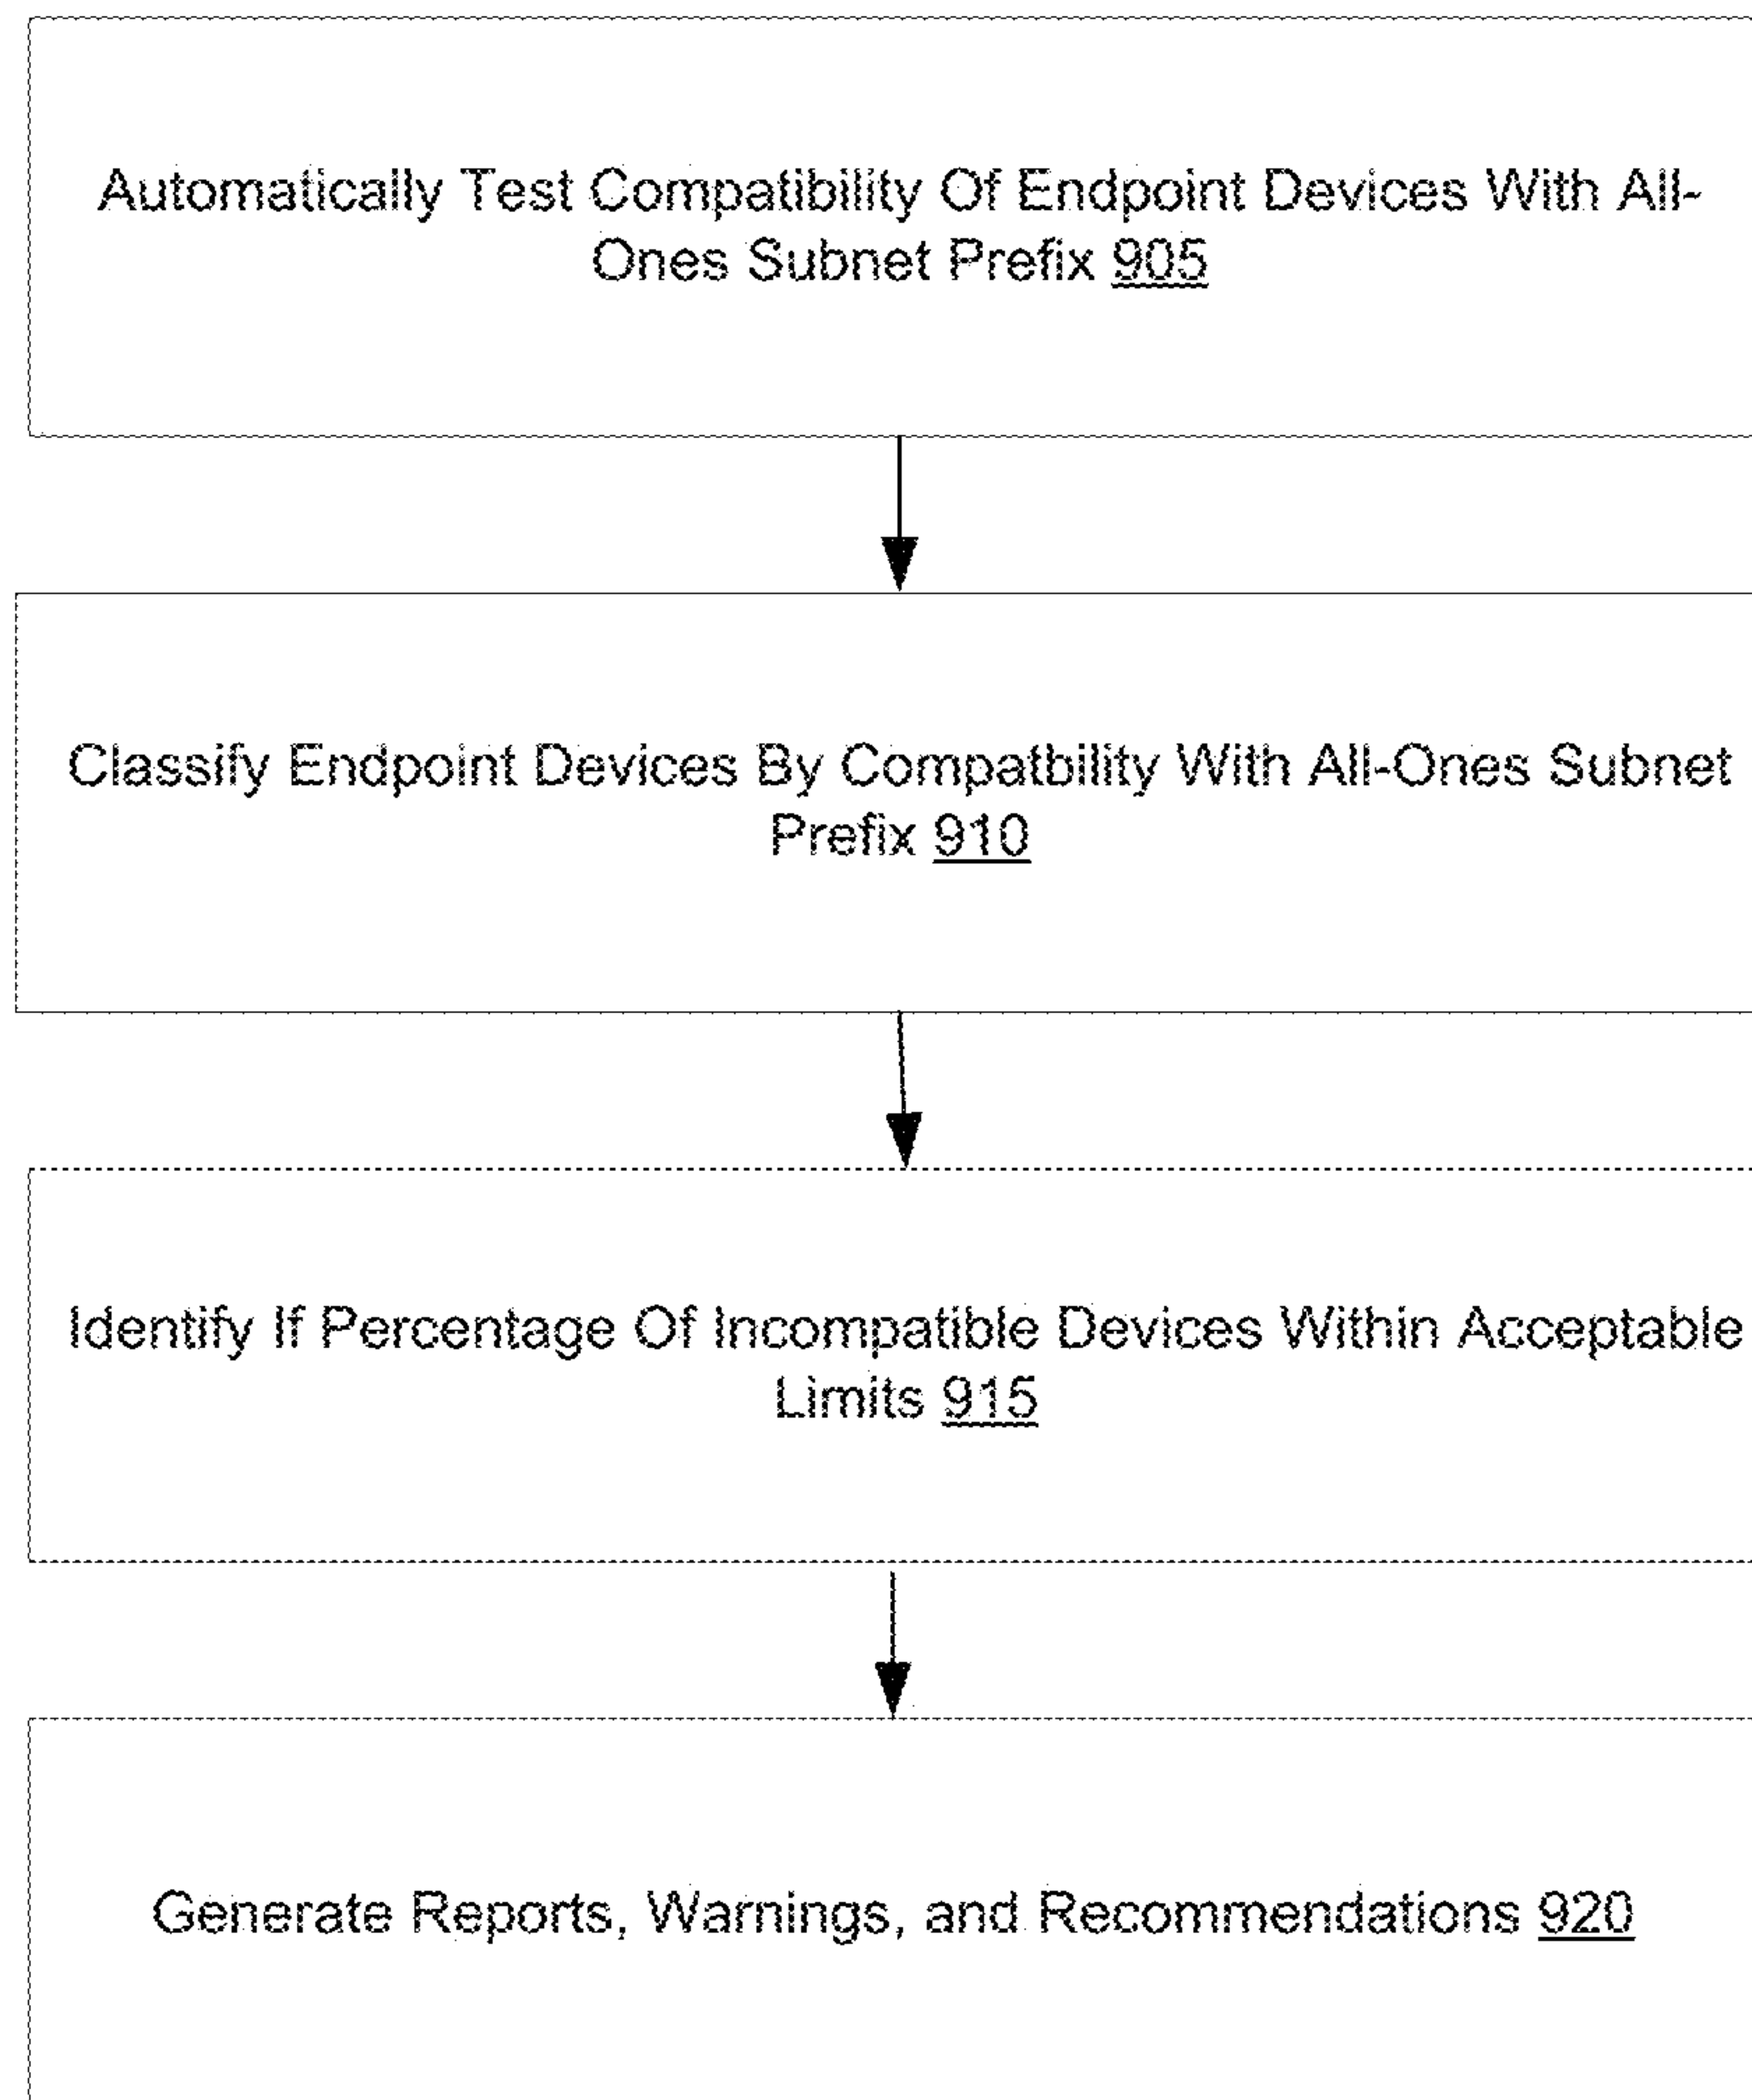 Automatically Test Compatibility Of Endpoint Devices With All-
Ones Subnet Prefix 905
Classify Endpoint Devices By Compatbility With All-Ones Subnet
Prefix 910
Identify If Percentage Of Incompatible Devices Within Acceptable
Limits 915
Generate Reports, Warnings, and Recommendations 920